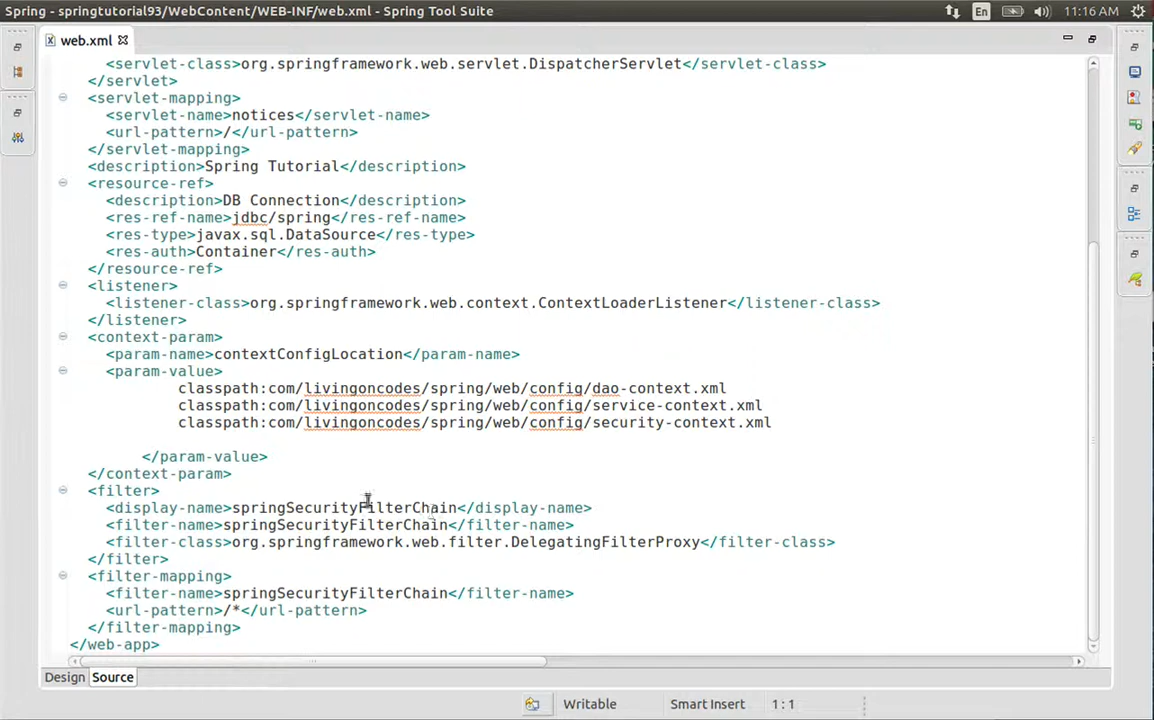 Spring - springtutorial93/WebContent/WEB-INF/web.xml - Spring Tool Suite
En
11:16 AM
web.xml
<servlet-class>org.springframework.web.servlet.DispatcherServlet</servlet-class>
</servlet>
<servlet-mapping>
<servlet-name>notices</servlet-name>
<url-pattern>/</url-pattern>
</servlet-mapping>
<description>Spring Tutorial</description>
<resource-ref>
<description>DB Connection</description>
<res-ref-name>jdbc/spring</res-ref-name>
<res-type>javax.sql.DataSource</res-type>
<res-auth>Container</res-auth>
</resource-ref>
<listener>
<listener-class>org.springframework.web.context.ContextLoaderListener</listener-class>
</listener>
<context-param>
<param-name>contextConfigLocation</param-name>
<param-value>
classpath:com/livingoncodes/spring/web/config/dao-context.xml
classpath:com/livingoncodes/spring/web/config/service-context.xml
classpath:com/livingoncodes/spring/web/config/security-context.xml
</param-value>
</context-param>
<filter>
<display-name>springSecurityFilterChain</display-name>
<filter-name>springSecurityFilterChain</filter-name>
<filter-class>org.springframework.web.filter.DelegatingFilterProxy</filter-class>
</filter>
<filter-mapping>
<filter-name>springSecurityFilterChain</filter-name>
<url-pattern>/*</url-pattern>
</filter-mapping>
</web-app>
Design
Source
Writable
Smart Insert
1 : 1